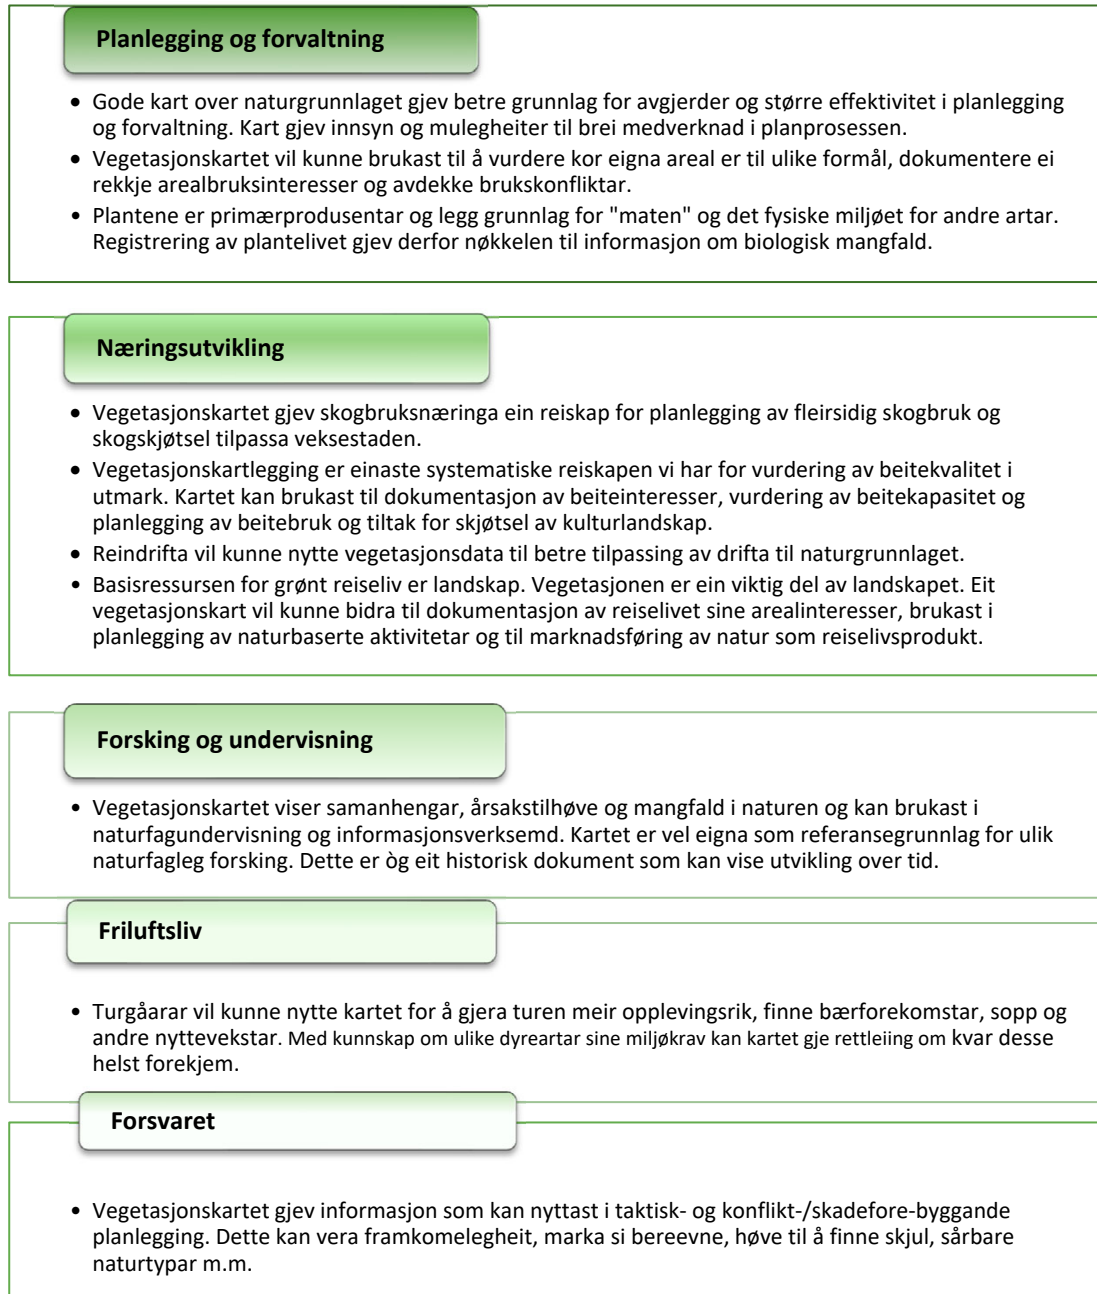 Planlegging og forvaltning
• Gode kart over naturgrunnlaget gjev betre grunnlag for avgjerder og større effektivitet i planlegging
og forvaltning. Kart gjev innsyn og mulegheiter til brei medverknad i planprosessen.
• Vegetasjonskartet vil kunne brukast til å vurdere kor eigna areal er til ulike formål, dokumentere ei
rekkje arealbruksinteresser og avdekke brukskonfliktar.
• Plantene er primærprodusentar og legg grunnlag for "maten" og det fysiske miljøet for andre artar.
Registrering av plantelivet gjev derfor nøkkelen til informasjon om biologisk mangfald.
Næringsutvikling
• Vegetasjonskartet gjev skogbruksnæringa ein reiskap for planlegging av fleirsidig skogbruk og
skogskjøtsel tilpassa veksestaden.
• Vegetasjonskartlegging er einaste systematiske reiskapen vi har for vurdering av beitekvalitet i
utmark. Kartet kan brukast til dokumentasjon av beiteinteresser, vurdering av beitekapasitet og
planlegging av beitebruk og tiltak for skjøtsel av kulturlandskap.
• Reindrifta vil kunne nytte vegetasjonsdata til betre tilpassing av drifta til naturgrunnlaget.
• Basisressursen for grønt reiseliv er landskap. Vegetasjonen er ein viktig del av landskapet. Eit
vegetasjonskart vil kunne bidra til dokumentasjon av reiselivet sine arealinteresser, brukast i
planlegging av naturbaserte aktivitetar og til marknadsføring av natur som reiselivsprodukt.
Forsking og undervisning
• Vegetasjonskartet viser samanhengar, årsakstilhøve og mangfald i naturen og kan brukast i
naturfagundervisning og informasjonsverksemd. Kartet er vel eigna som referansegrunnlag for ulik
naturfagleg forsking. Dette er òg eit historisk dokument som kan vise utvikling over tid.
Friluftsliv
• Turgåarar vil kunne nytte kartet for å gjera turen meir opplevingsrik, finne bærforekomstar, sopp og
andre nyttevekstar. Med kunnskap om ulike dyreartar sine miljøkrav kan kartet gje rettleiing om kvar desse
helst forekjem.
Forsvaret
• Vegetasjonskartet gjev informasjon som kan nyttast i taktisk- og konflikt-/skadefore-byggande
planlegging. Dette kan vera framkomelegheit, marka si bereevne, høve til å finne skjul, sårbare
naturtypar m.m.